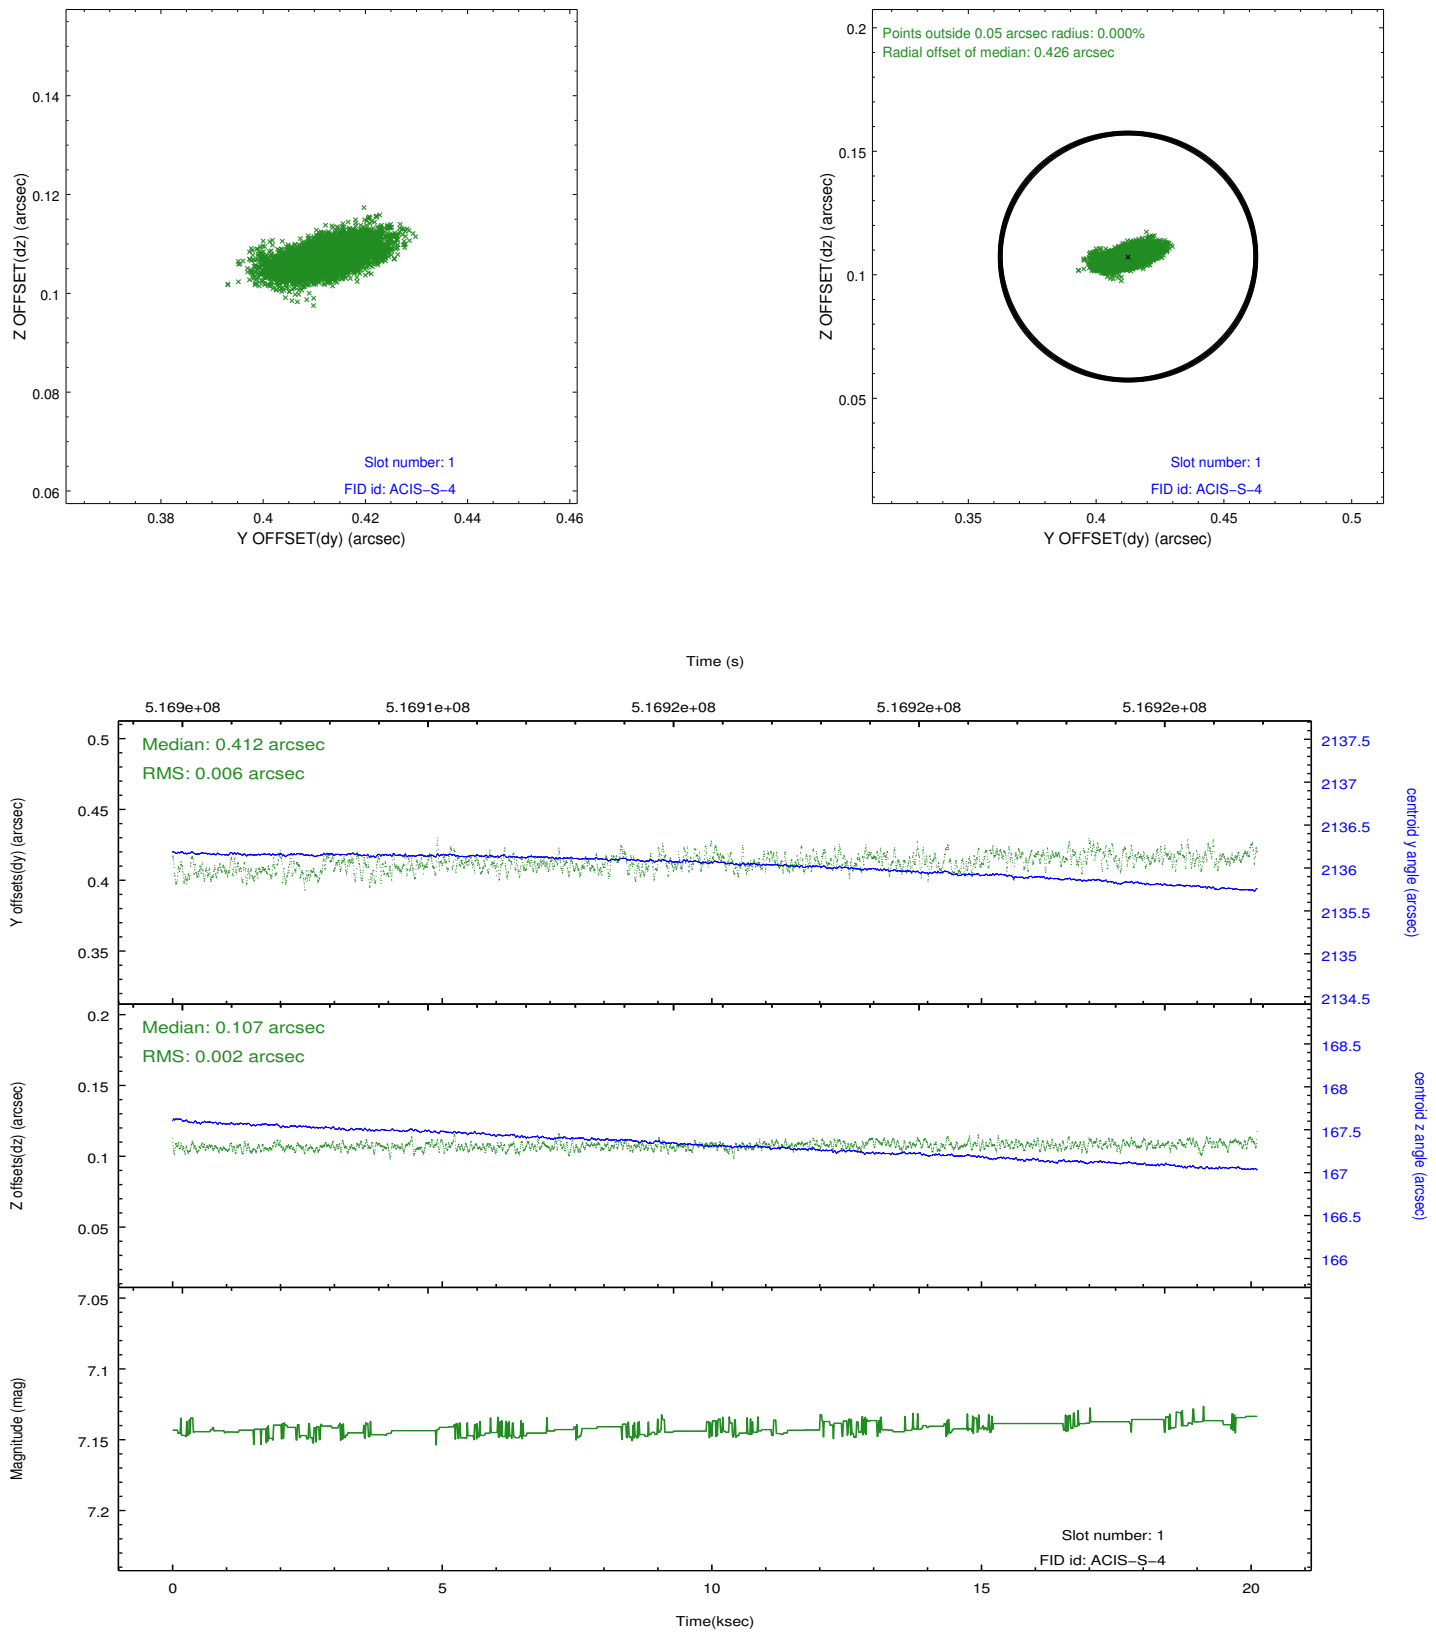 0.14
0.12
0.1
0.08
0.06
Z OFFSET(dz) (arcsec)
Slot number: 1
FID id: ACIS−S−4
0.38 0.4 0.42 0.44 0.46
Y OFFSET(dy) (arcsec)
Points outside 0.05 arcsec radius: 0.000%
Radial offset of median: 0.426 arcsec
0.2
0.15
0.1
0.05
Z OFFSET(dz) (arcsec)
Slot number: 1
FID id: ACIS−S−4
0.35 0.4 0.45 0.5
Y OFFSET(dy) (arcsec)
Time (s)
5.169e+08 5.1691e+08 5.1692e+08 5.1692e+08 5.1692e+08
Median: 0.412 arcsec
RMS: 0.006 arcsec
0.5
0.45
0.4
0.35
Y offsets(dy) (arcsec)
2137.5
2137
2136.5
2136
2135.5
2135
2134.5
centroid y angle (arcsec)
Median: 0.107 arcsec
RMS: 0.002 arcsec
0.2
0.15
0.1
0.05
Z offsets(dz) (arcsec)
168.5
168
167.5
167
166.5
166
centroid z angle (arcsec)
7.05
7.1
7.15
7.2
Magnitude (mag)
Slot number: 1
FID id: ACIS−S−4
0 5 10 15 20
Time(ksec)